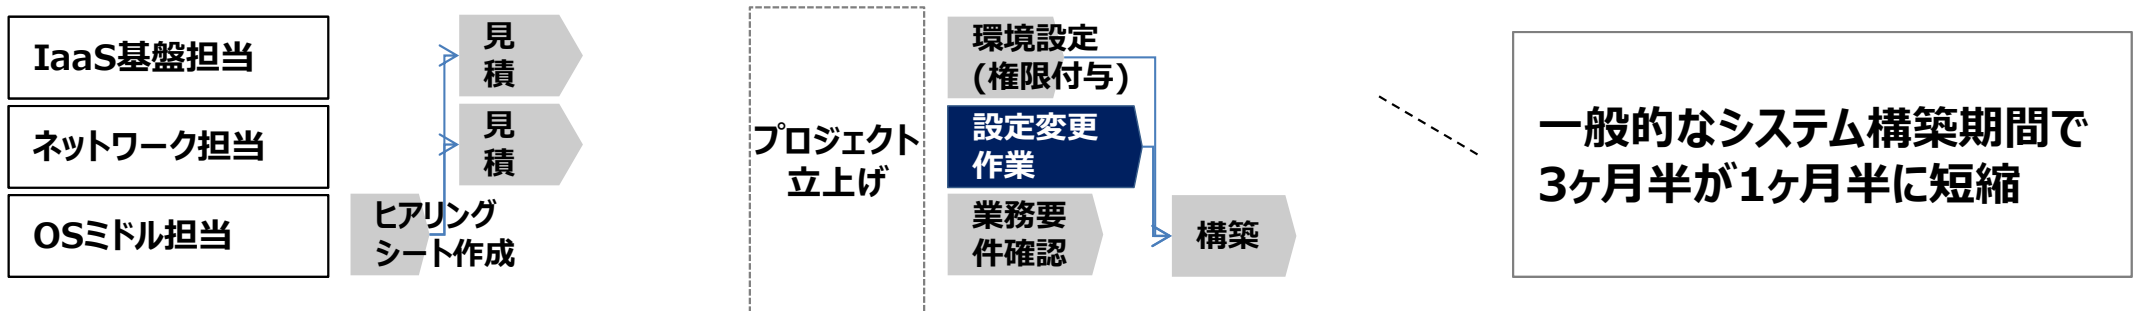 IaaS基盤担当
ネットワーク担当
OSミドル担当
ヒアリング
シート作成
見
積
見
積
プロジェクト
立上げ
環境設定
(権限付与)
設定変更
作業
業務要
件確認
構築
一般的なシステム構築期間で
3ヶ月半が1ヶ月半に短縮